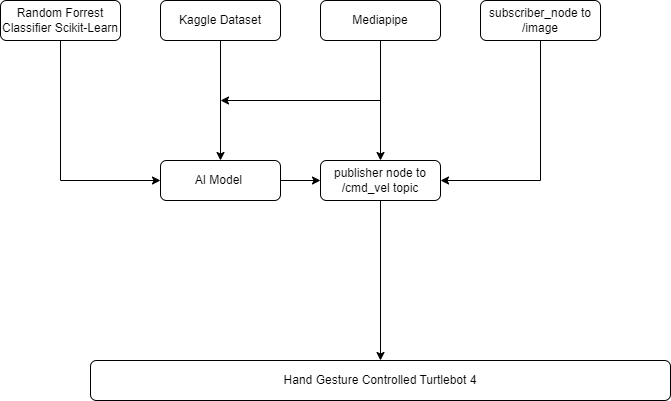 Random Forrest
Classifier Scikit-Learn
Kaggle Dataset
Mediapipe
subscriber_node to
/image
AI Model
publisher node to
/cmd_vel topic
Hand Gesture Controlled Turtlebot 4